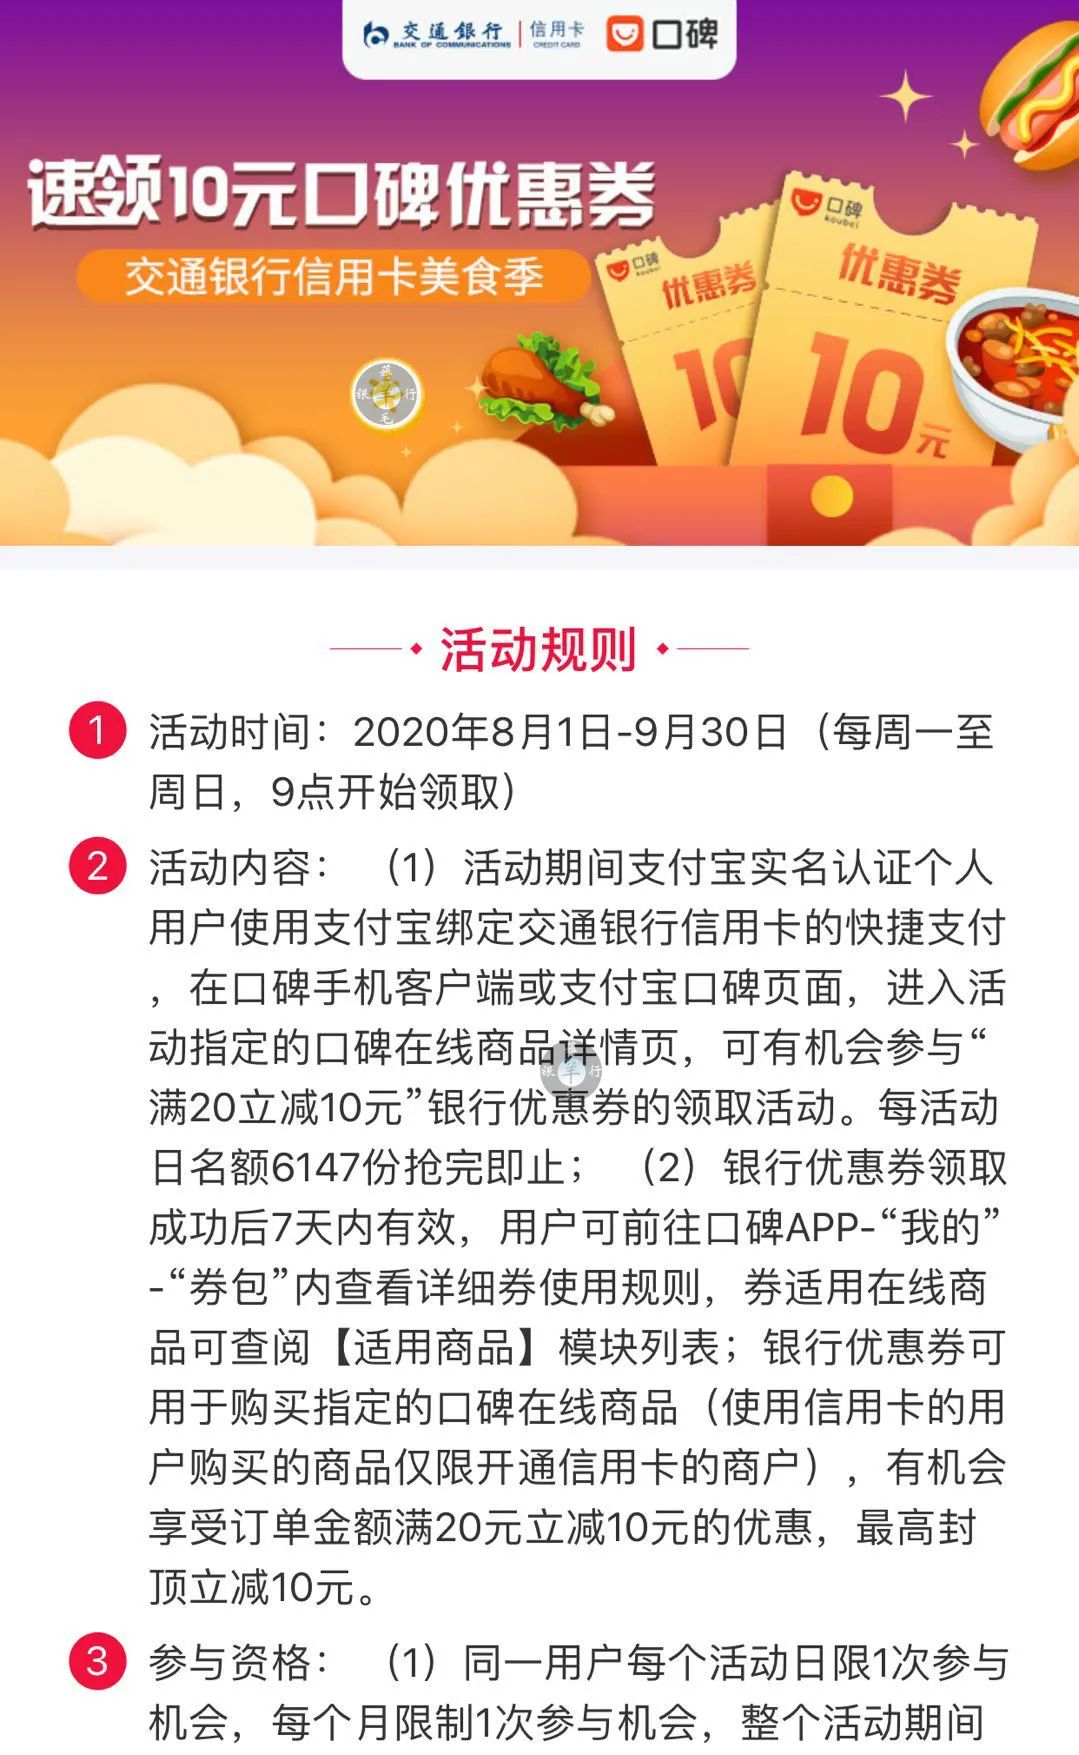 交通銀行 信用卡 口碑
BANK OF COMMUNICATIONS CREDIT CARD
速领10元口碑优惠券
交通银行信用卡美食季
口碑
koubei
优惠券
10
口碑
koubei
优惠券
10元
薅
银 羊 行
毛
活动规则
1 活动时间：2020年8月1日-9月30日（每周一至
周日，9点开始领取）
2 活动内容： （1）活动期间支付宝实名认证个人
用户使用支付宝绑定交通银行信用卡的快捷支付
，在口碑手机客户端或支付宝口碑页面，进入活
动指定的口碑在线商品详情页，可有机会参与“
满20立减10元”银行优惠券的领取活动。每活动
日名额6147份抢完即止； （2）银行优惠券领取
成功后7天内有效，用户可前往口碑APP-“我的”
-“券包”内查看详细券使用规则，券适用在线商
品可查阅【适用商品】模块列表；银行优惠券可
用于购买指定的口碑在线商品（使用信用卡的用
户购买的商品仅限开通信用卡的商户），有机会
享受订单金额满20元立减10元的优惠，最高封
顶立减10元。
3 参与资格： （1）同一用户每个活动日限1次参与
机会，每个月限制1次参与机会，整个活动期间